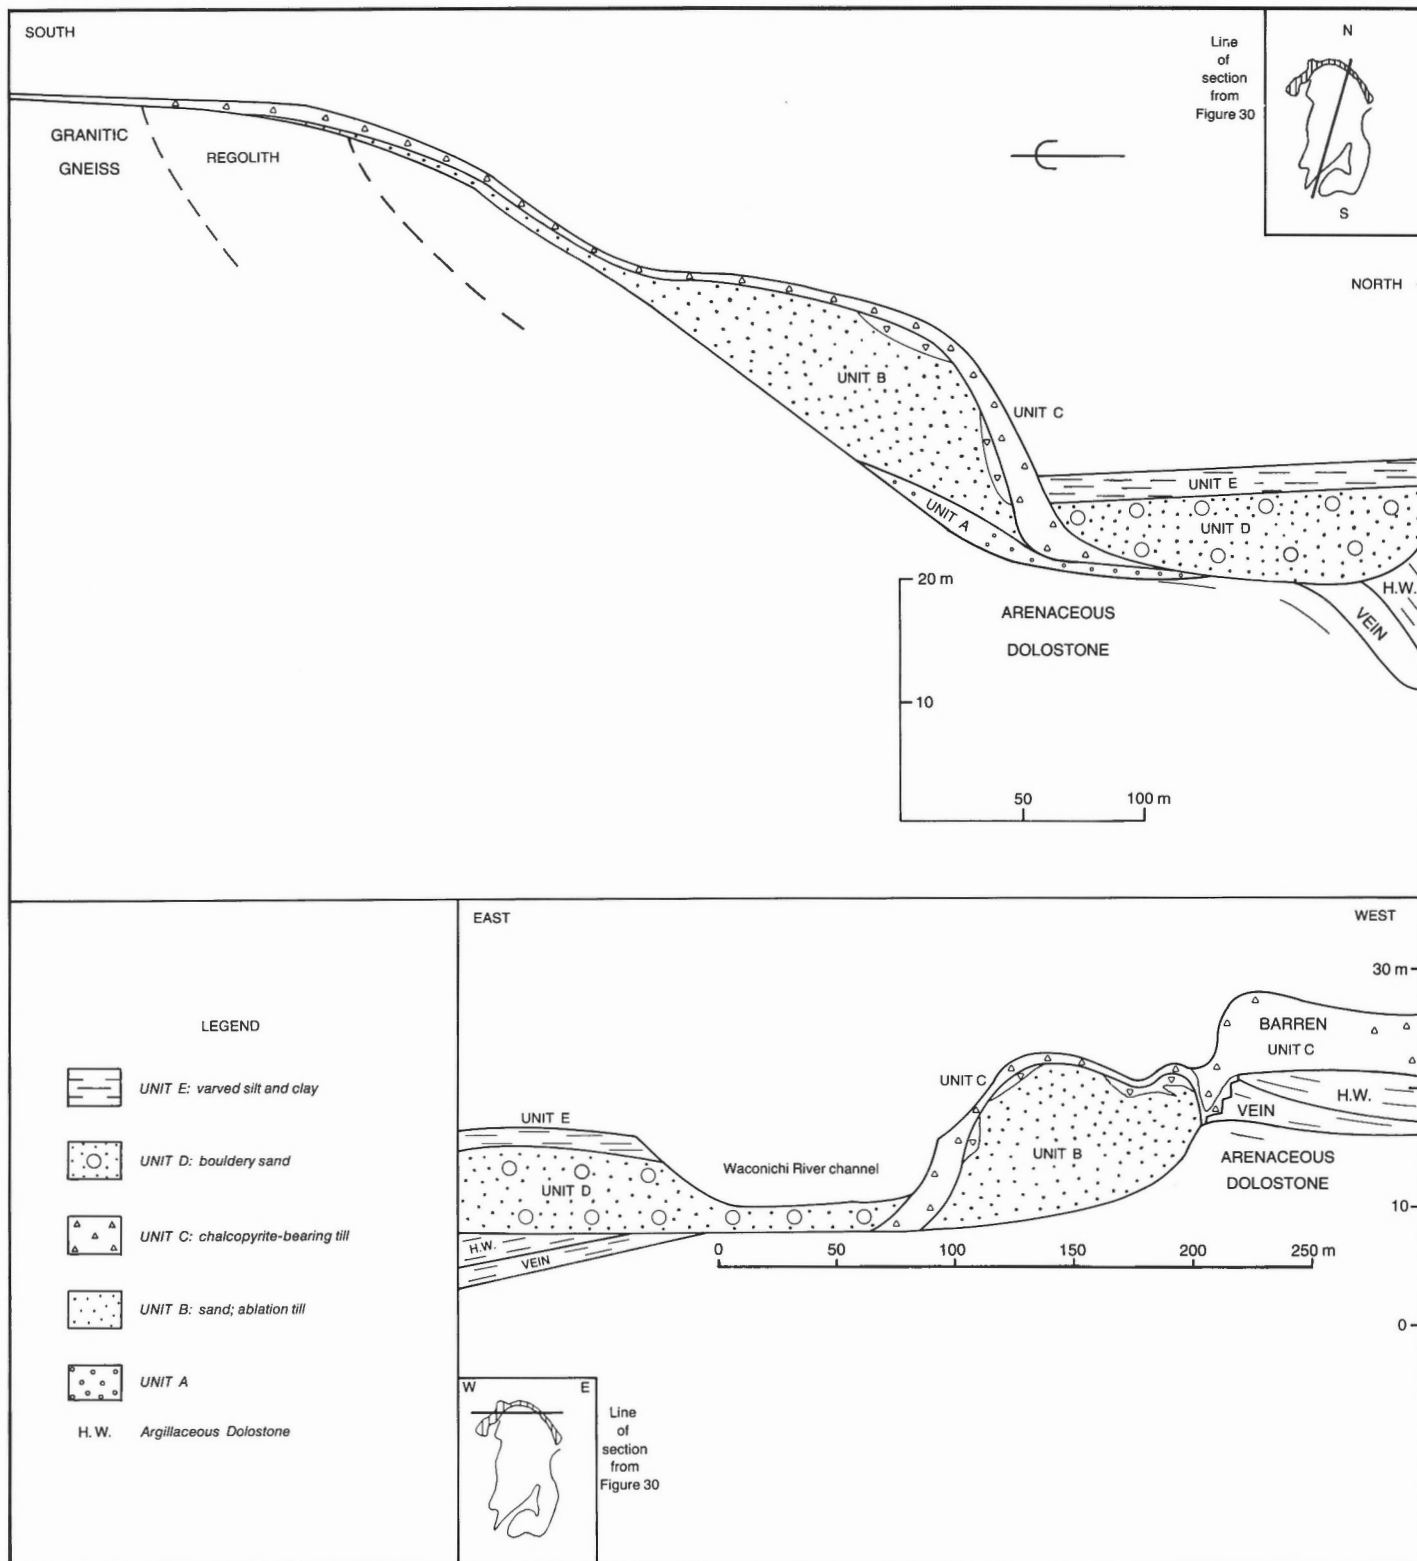 SOUTH
Line
of
section
from
Figure 30
N
S
GRANITIC
GNEISS
REGOLITH
NORTH
UNIT B
UNIT C
UNIT E
UNIT D
UNIT A
H.W.
VEIN
20 m
ARENACEOUS
DOLOSTONE
10
50
100 m
EAST
WEST
30 m
LEGEND
UNIT E: varved silt and clay
UNIT D: bouldery sand
UNIT C: chalcopyrite-bearing till
UNIT B: sand; ablation till
UNIT A
H.W. Argillaceous Dolostone
BARREN
UNIT C
UNIT C
H.W.
VEIN
UNIT E
UNIT B
ARENACEOUS
DOLOSTONE
Waconichi River channel
UNIT D
10
H.W.
VEIN
0
50
100
150
200
250 m
0
W
E
Line
of
section
from
Figure 30